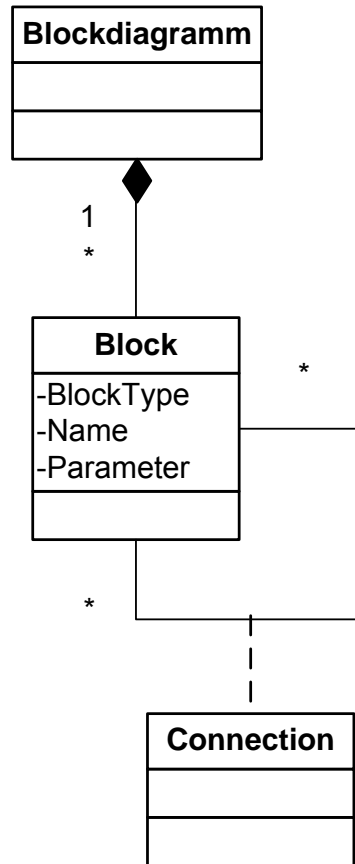 Blockdiagramm
1
*
Block
-BlockType
-Name
-Parameter
*
*
Connection